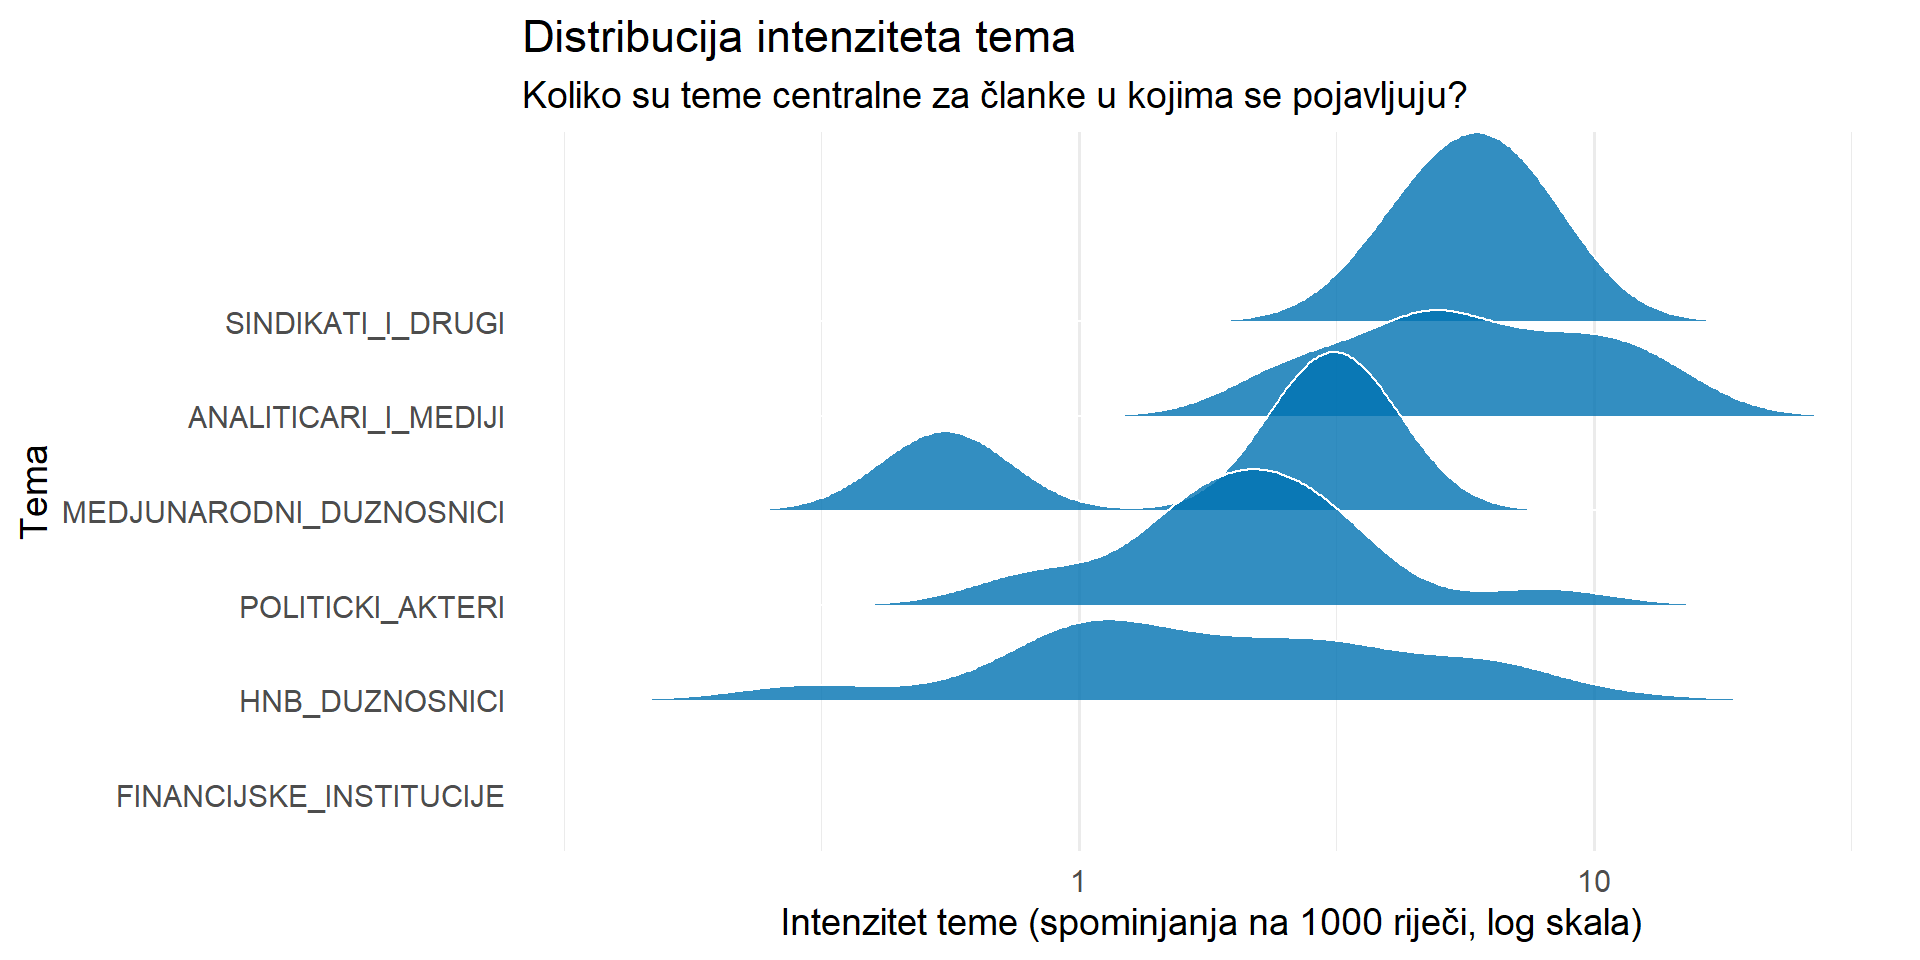 Distribucija intenziteta tema
Koliko su teme centralne za članke u kojima se pojavljuju?
SINDIKATI_I_DRUGI
ANALITICARI_I_MEDIJI
MEDJUNARODNI_DUZNOSNICI
POLITICKI_AKTERI
HNB_DUZNOSNICI
FINANCIJSKE_INSTITUCIJE
Tema
1
10
Intenzitet teme (spominjanja na 1000 riječi, log skala)